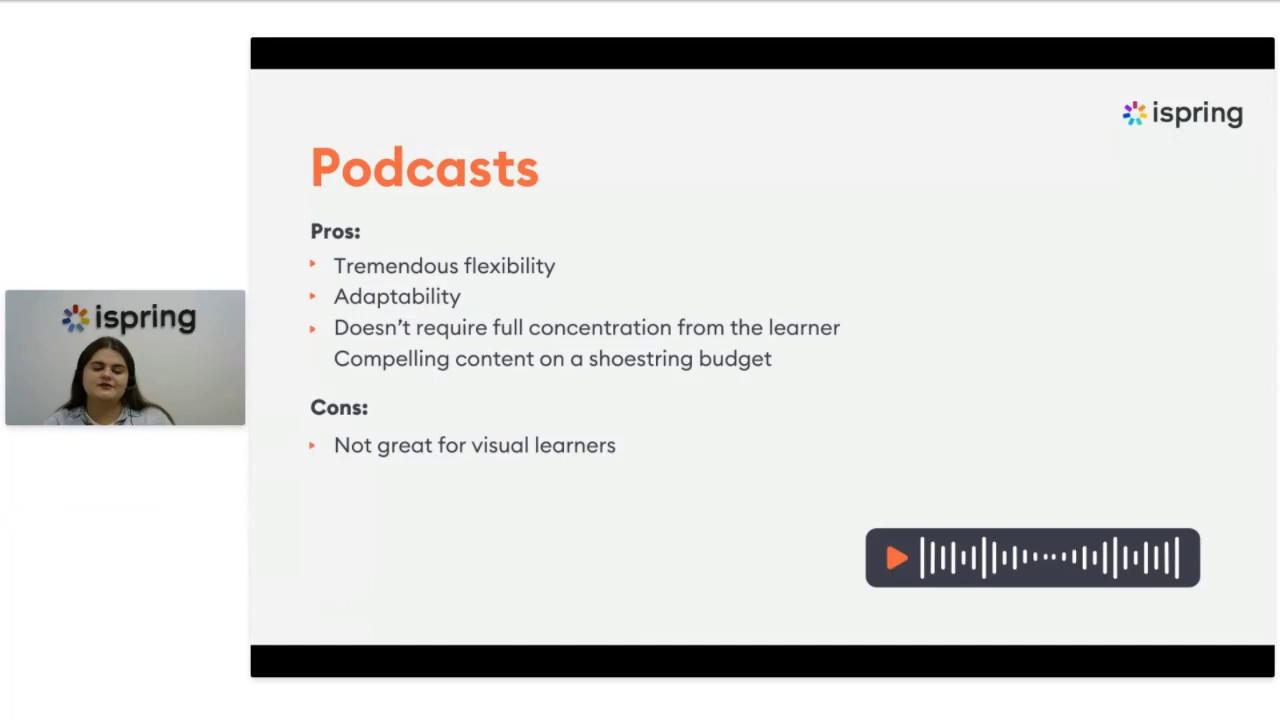 ispring
Podcasts
Pros:
Tremendous flexibility
Adaptability
Doesn't require full concentration from the learner
Compelling content on a shoestring budget
Cons:
Not great for visual learners
ispring